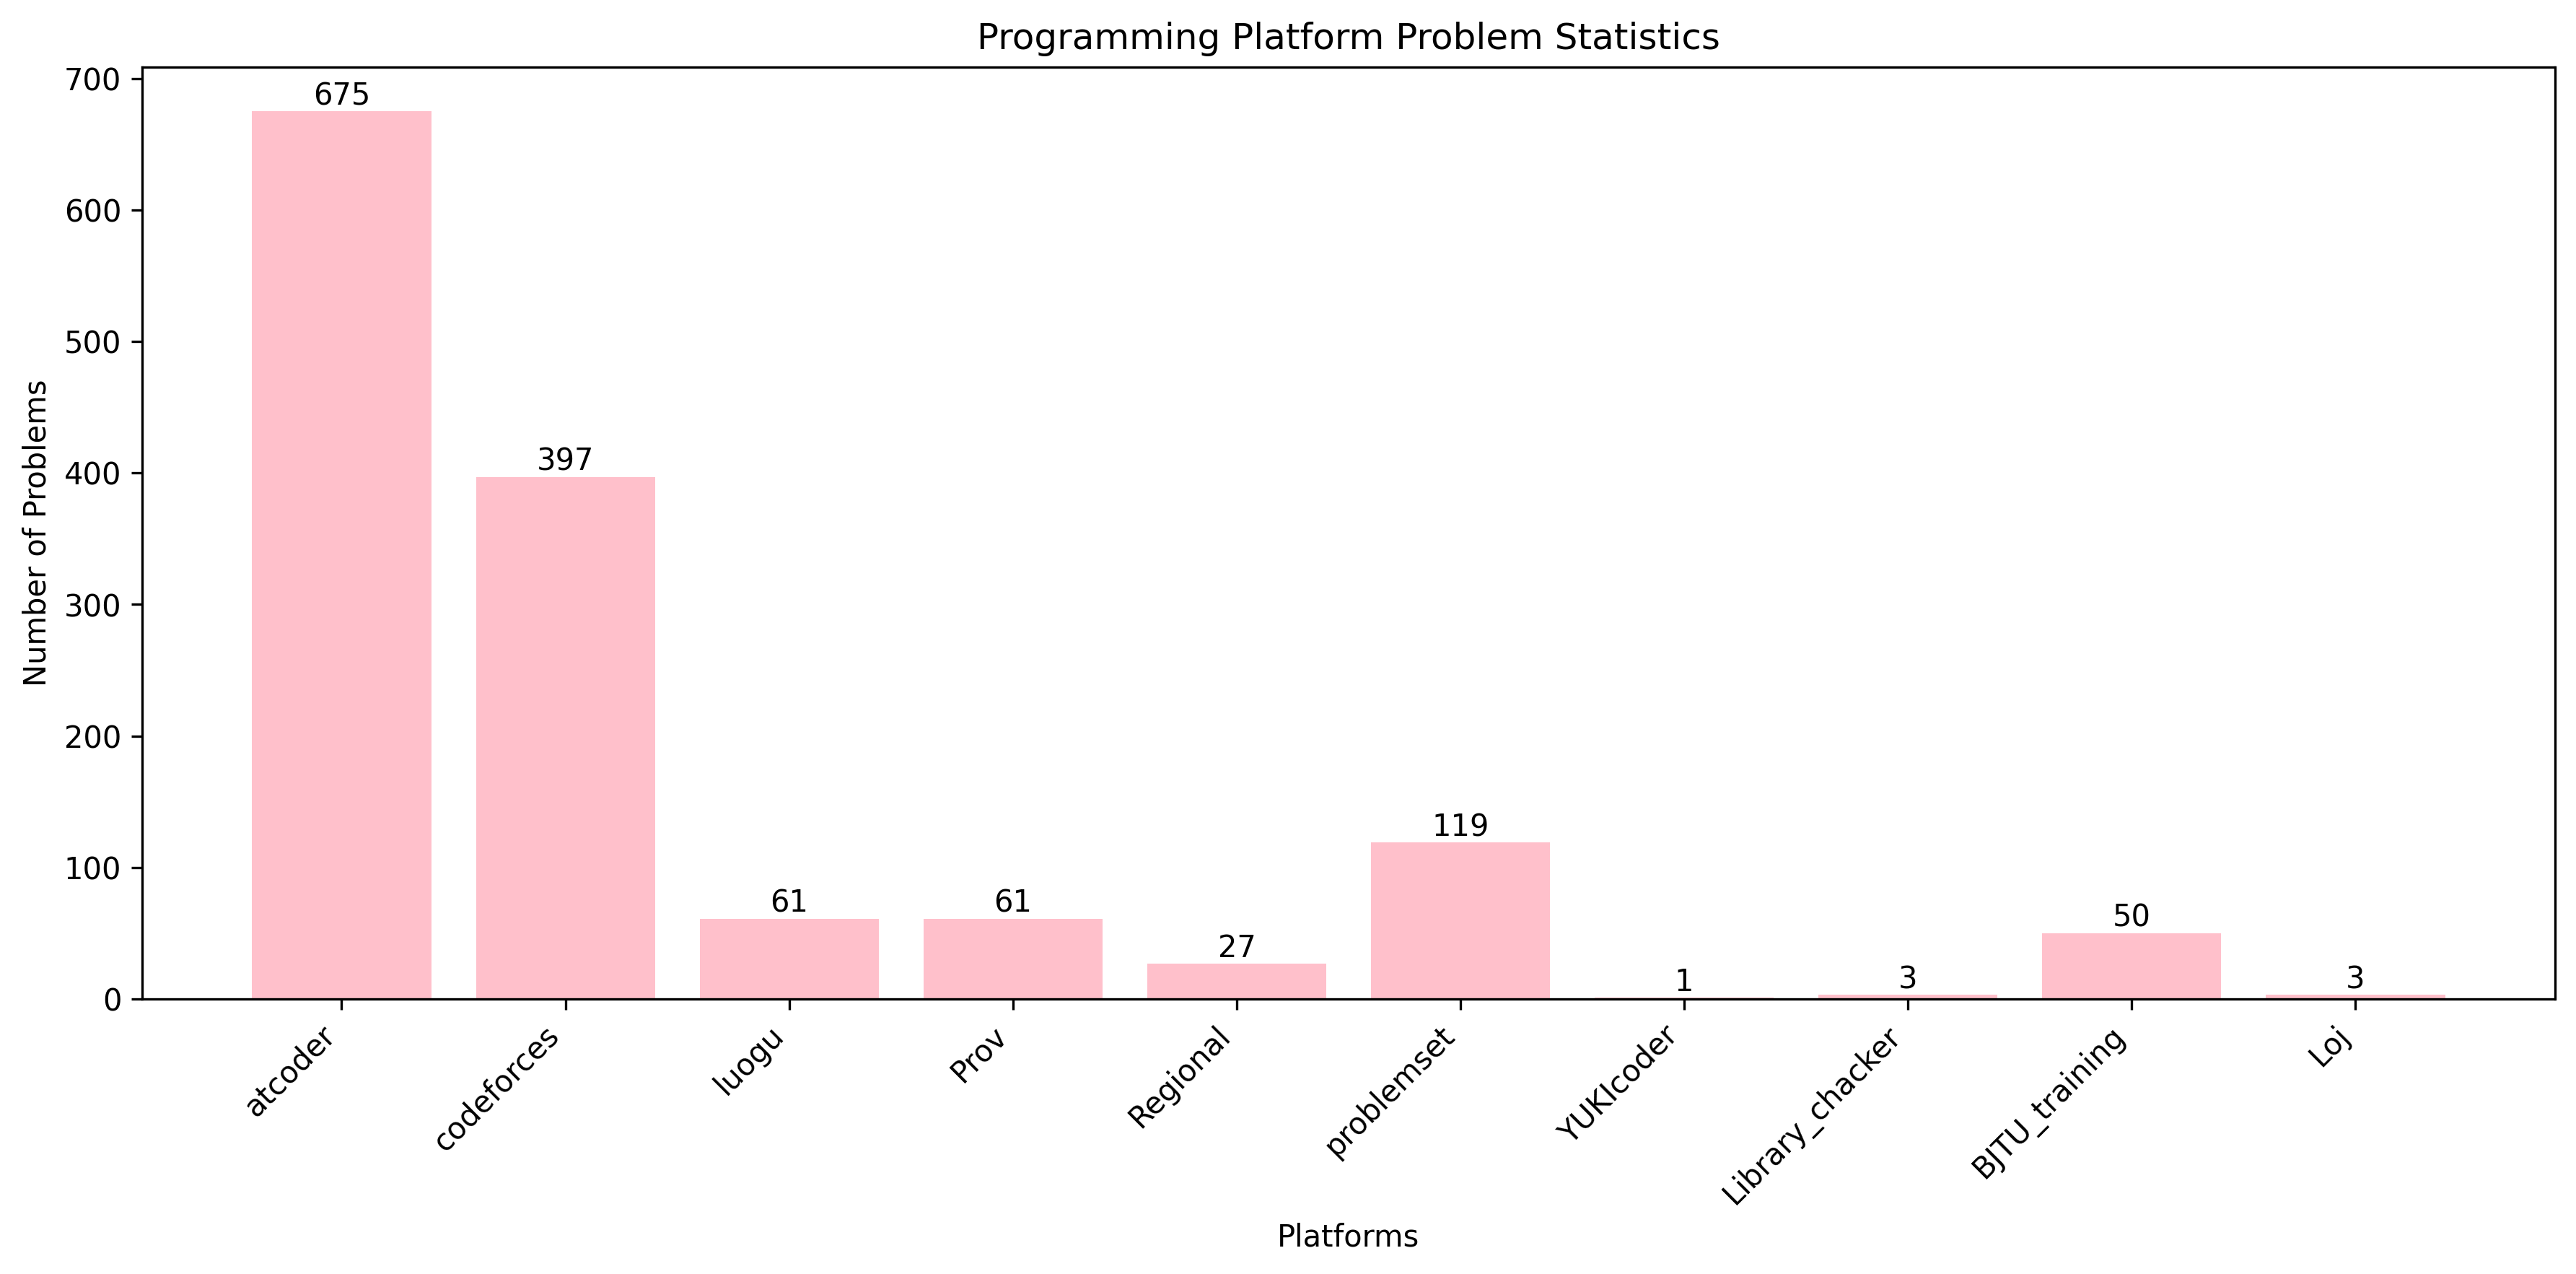 Programming Platform Problem Statistics
Number of Problems
700
600
500
400
300
200
100
0
675
397
61
61
27
119
1
3
50
3
atcoder
codeforces
luogu
Prov
Regional
problemset
YUKIcoder
Library_chacker
BJTU_training
Loj
Platforms